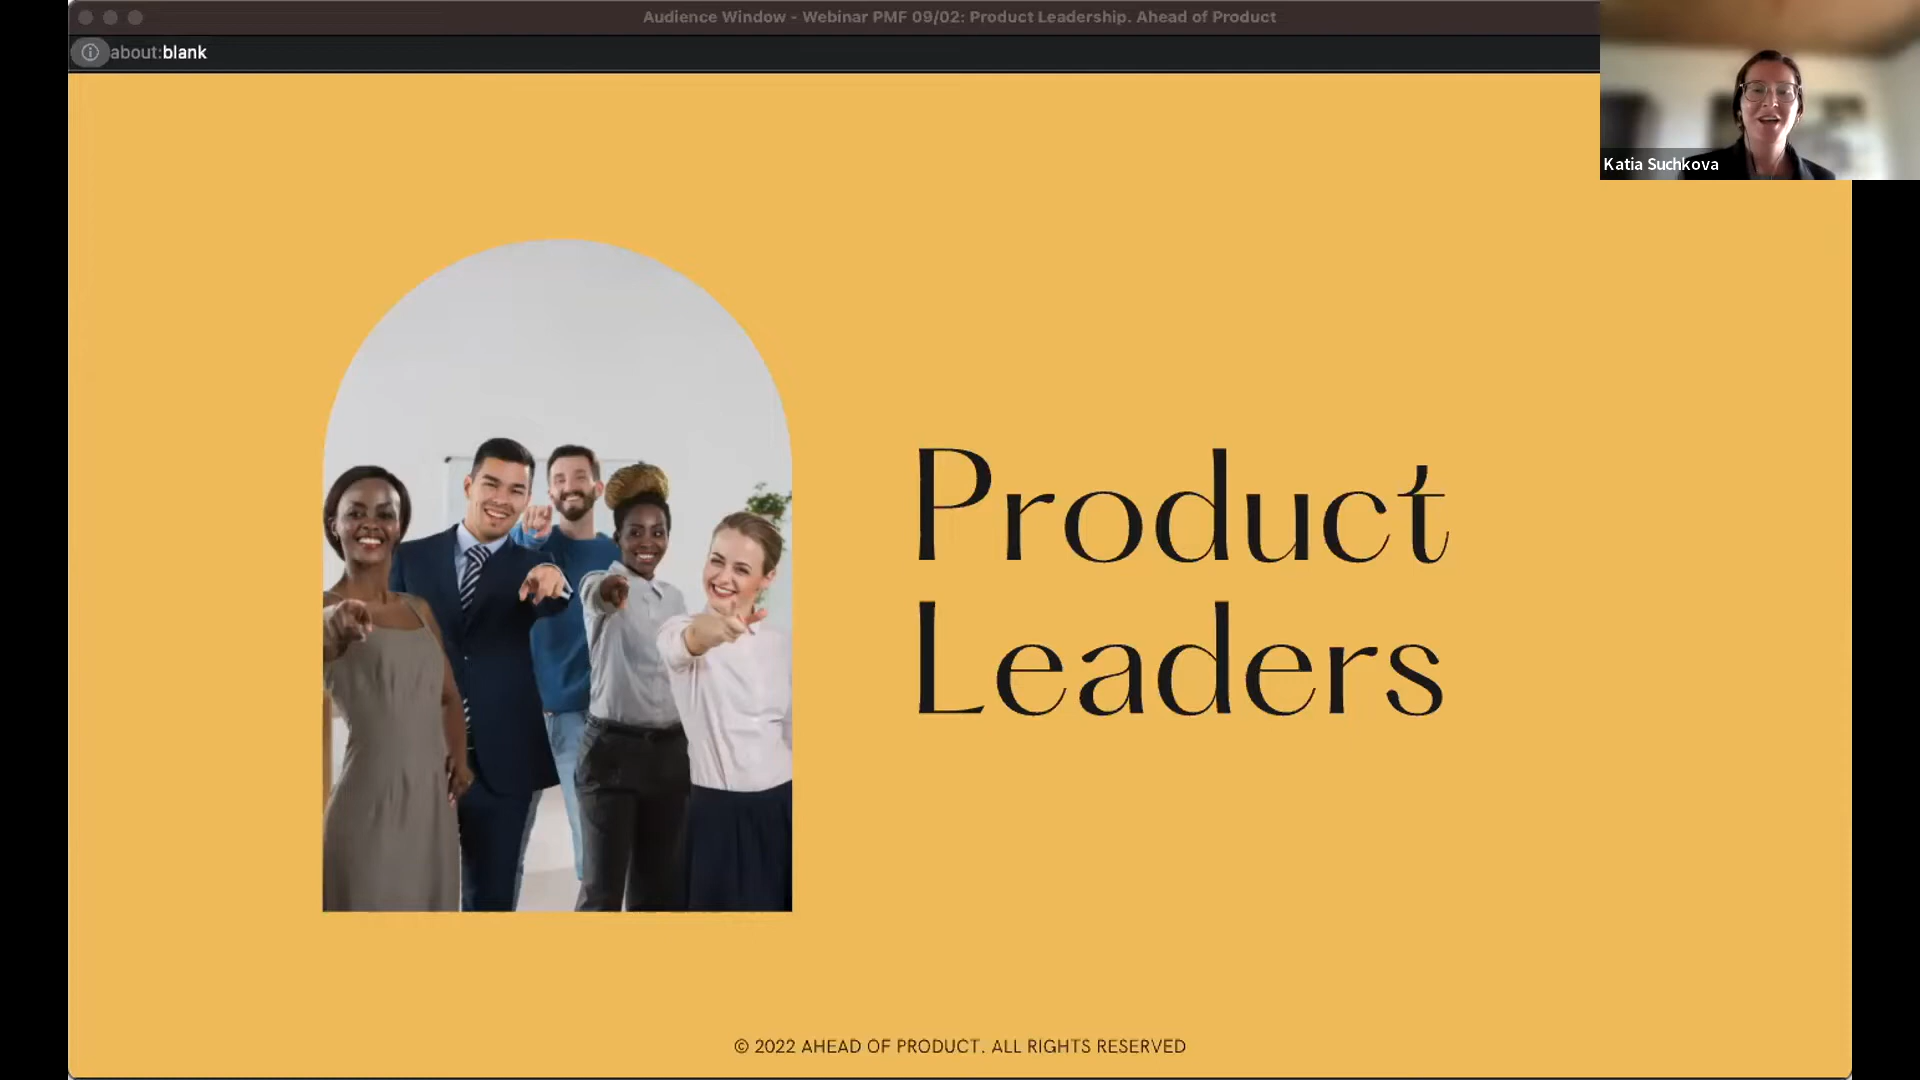 Audience Window - Webinar PMF 09/02: Product Leadership. Ahead of Product
about:blank
Katia Suchkova
Product
Leaders
© 2022 AHEAD OF PRODUCT. ALL RIGHTS RESERVED